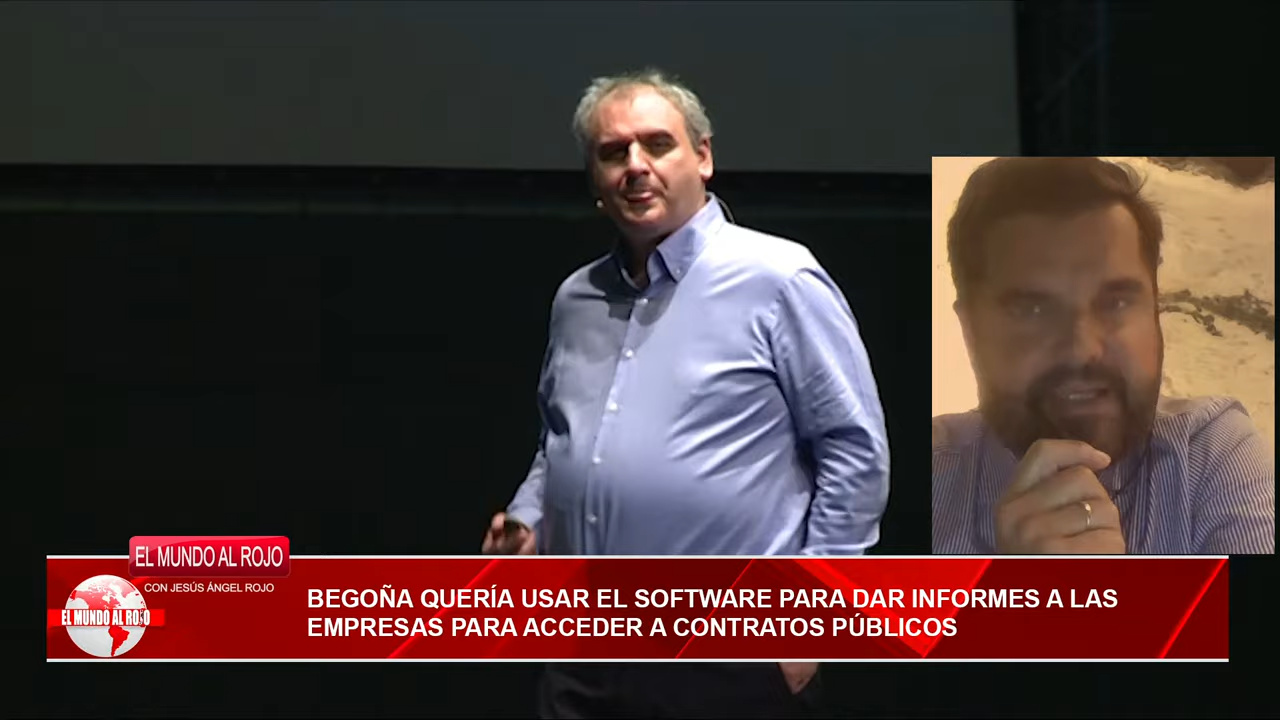 EL MUNDO AL ROJO
CON JESÚS ÁNGEL ROJO
EL MUNDO AL ROJO
BEGOÑA QUERÍA USAR EL SOFTWARE PARA DAR INFORMES A LAS
EMPRESAS PARA ACCEDER A CONTRATOS PÚBLICOS